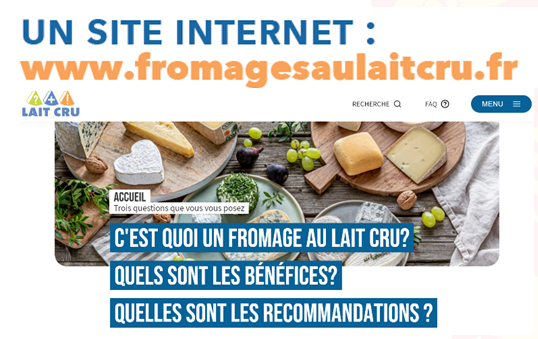 UN SITE INTERNET :
www.fromagesaulaitcru.fr
LAIT CRU
RECHERCHE
FAQ ?
MENU
ACCUEIL
Trois questions que vous vous posez
C'EST QUOI UN FROMAGE AU LAIT CRU?
QUELS SONT LES BÉNÉFICES?
QUELLES SONT LES RECOMMANDATIONS ?